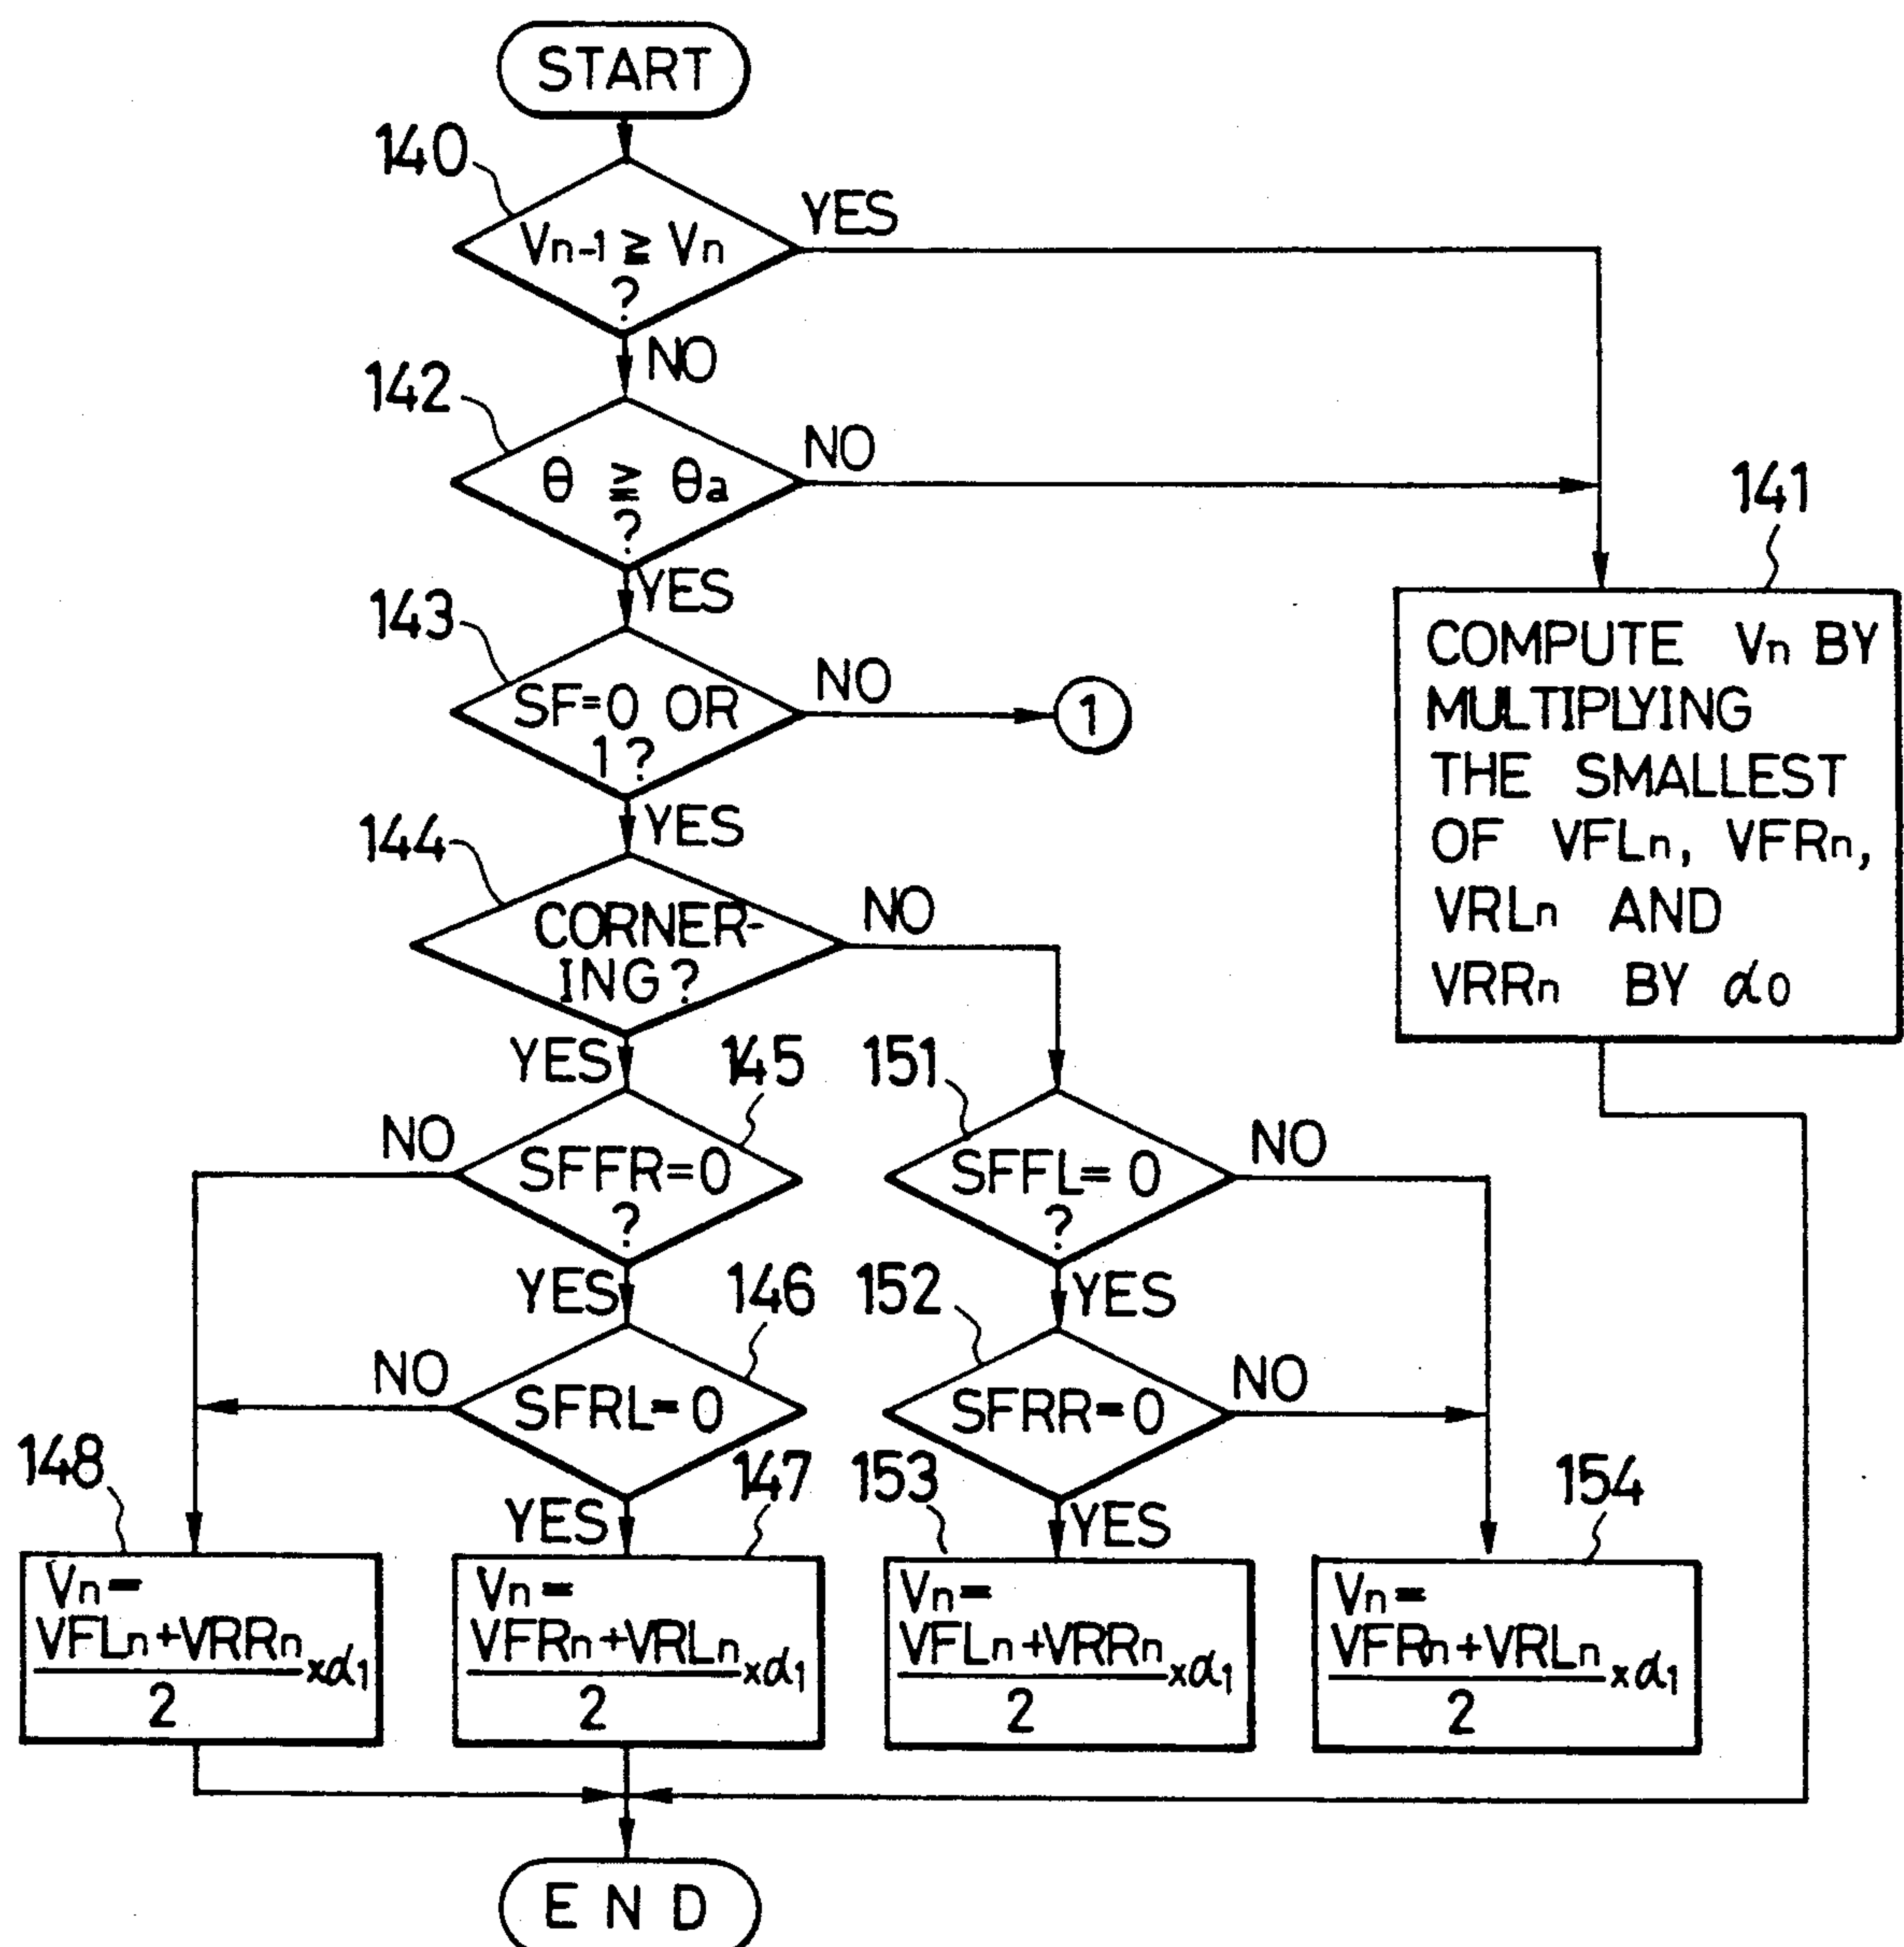 START
140
Vn-1 ≧ Vn
?
YES
NO
142
θ ≧ θa
?
NO
YES
143
SF=0 OR
1?
NO
1
YES
141
COMPUTE Vn BY
MULTIPLYING
THE SMALLEST
OF VFLn, VFRn,
VRLn AND
VRRn BY α0
144
CORNER-
ING?
NO
YES
145
SFFR=0
?
NO
YES
151
SFFL=0
?
NO
YES
146
SFRL=0
NO
YES
152
SFRR=0
NO
YES
148
Vn=
VFLn+VRRn
2
×α1
147
Vn=
VFRn+VRLn
2
×α1
153
Vn=
VFLn+VRRn
2
×α1
154
Vn=
VFRn+VRLn
2
×α1
END